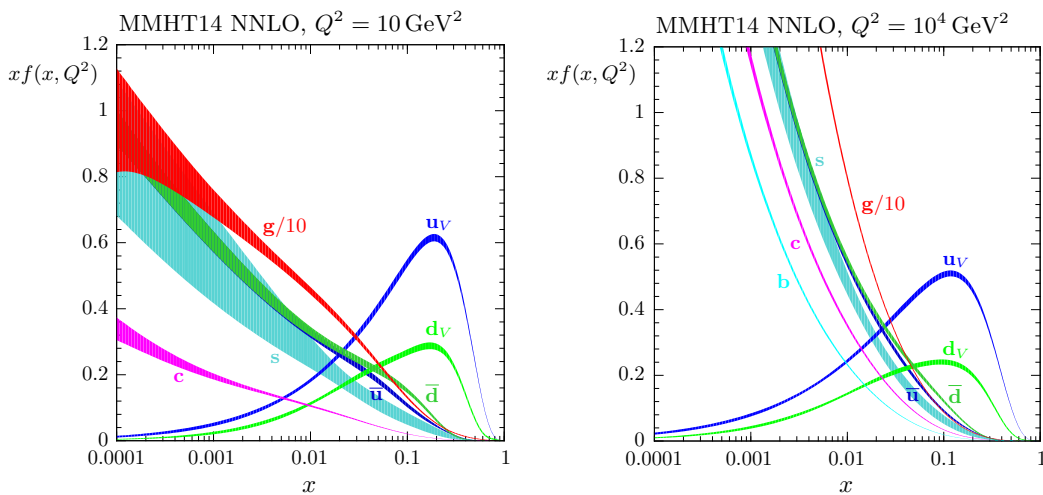 MMHT14 NNLO, Q² = 10 GeV²
xf(x, Q²)
1.2
1
0.8
0.6
0.4
0.2
0
g/10
u_V
d_V
s
c
u̅
d̅
0.0001
0.001
0.01
0.1
1
x
MMHT14 NNLO, Q² = 10⁴ GeV²
xf(x, Q²)
1.2
1
0.8
0.6
0.4
0.2
0
s
g/10
c
b
u_V
d_V
u̅
d̅
0.0001
0.001
0.01
0.1
1
x